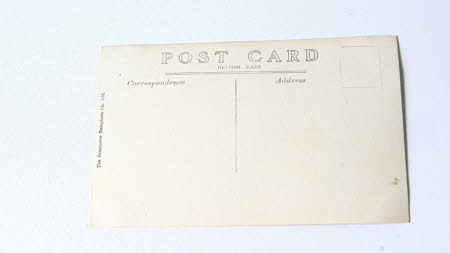 POST CARD
BRITISH MADE
Correspondence
Address